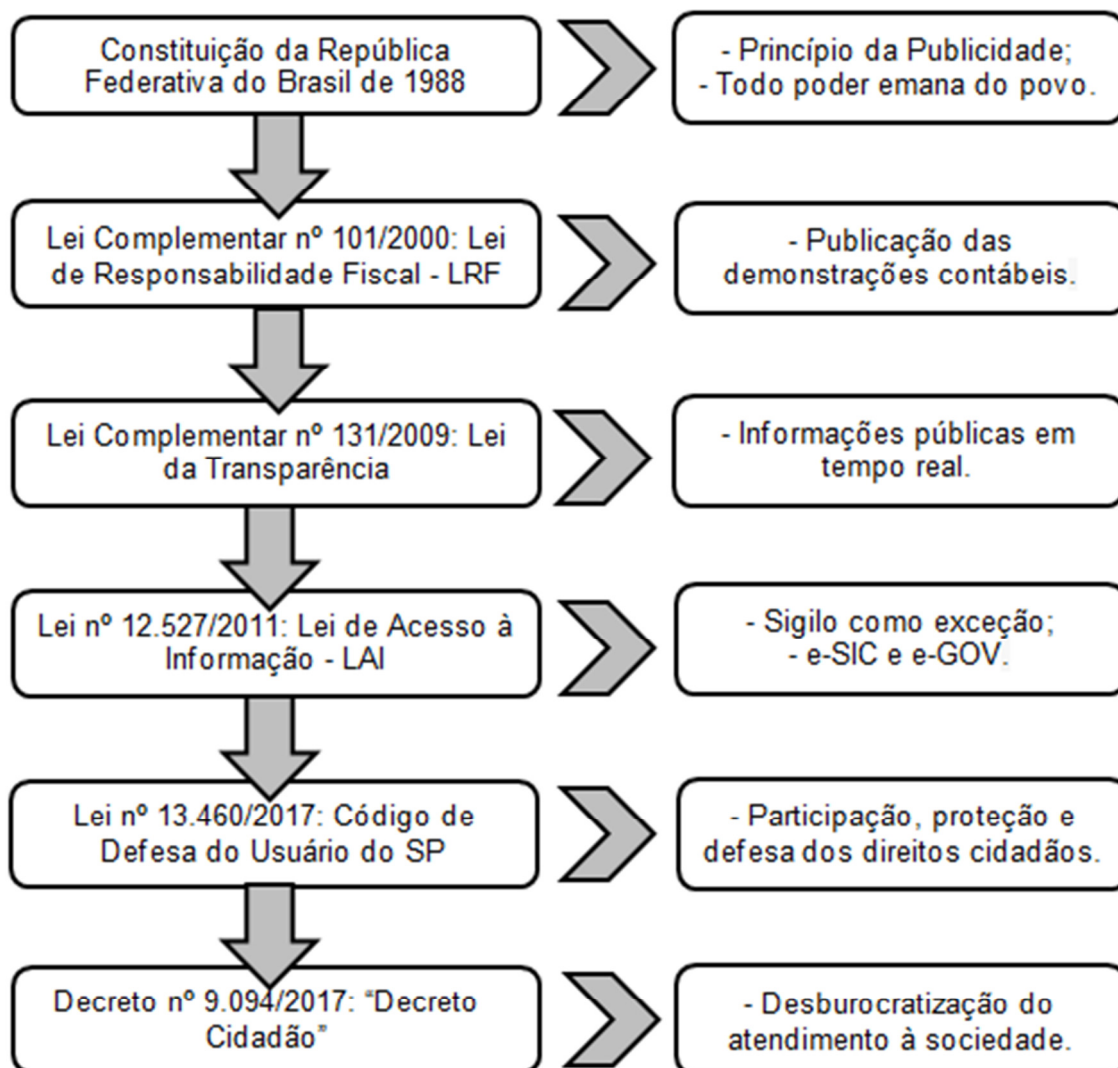 Constituição da República
Federativa do Brasil de 1988
- Princípio da Publicidade;
- Todo poder emana do povo.
Lei Complementar nº 101/2000: Lei
de Responsabilidade Fiscal - LRF
- Publicação das
demonstrações contábeis.
Lei Complementar nº 131/2009: Lei
da Transparência
- Informações públicas em
tempo real.
Lei nº 12.527/2011: Lei de Acesso à
Informação - LAI
- Sigilo como exceção;
- e-SIC e e-GOV.
Lei nº 13.460/2017: Código de
Defesa do Usuário do SP
- Participação, proteção e
defesa dos direitos cidadãos.
Decreto nº 9.094/2017: “Decreto
Cidadão”
- Desburocratização do
atendimento à sociedade.